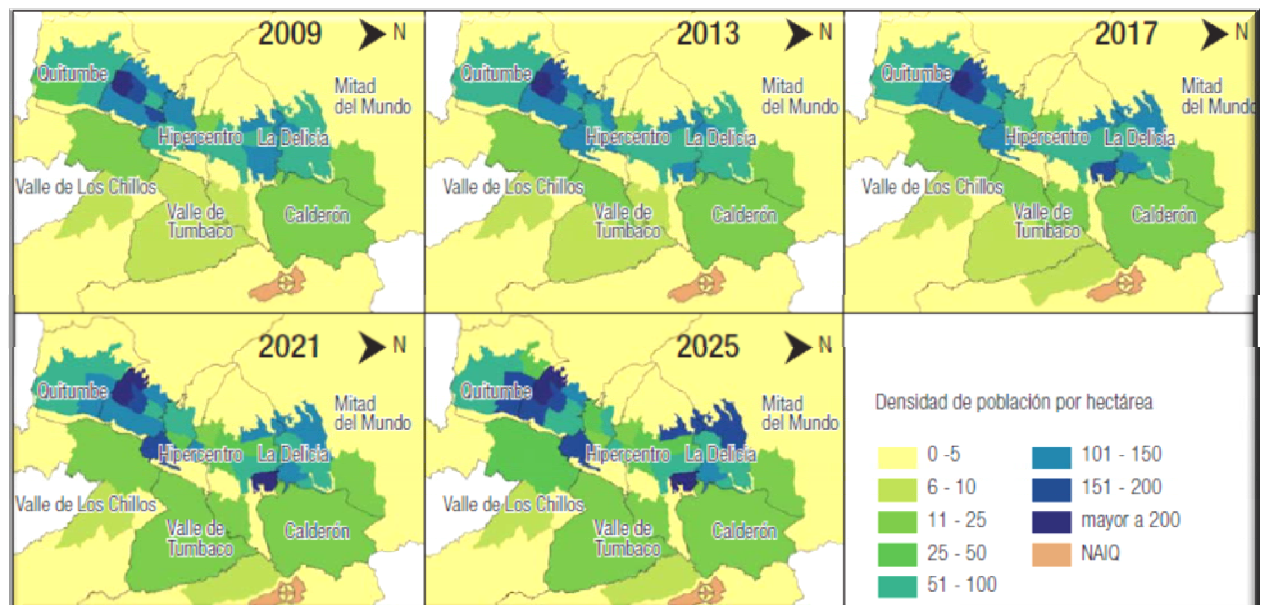 2009
N
Quitumbe
Mitad
del Mundo
Hipercentro
La Delicia
Valle de Los Chillos
Valle de
Tumbaco
Calderón
2013
N
Quitumbe
Mitad
del Mundo
Hipercentro
La Delicia
Valle de Los Chillos
Valle de
Tumbaco
Calderón
2017
N
Quitumbe
Mitad
del Mundo
Hipercentro
La Delicia
Valle de Los Chillos
Valle de
Tumbaco
Calderón
2021
N
Quitumbe
Mitad
del Mundo
Hipercentro
La Delicia
Valle de Los Chillos
Valle de
Tumbaco
Calderón
2025
N
Quitumbe
Mitad
del Mundo
Hipercentro
La Delicia
Valle de Los Chillos
Valle de
Tumbaco
Calderón
Densidad de población por hectárea
0 -5
6 - 10
11 - 25
25 - 50
51 - 100
101 - 150
151 - 200
mayor a 200
NAIQ